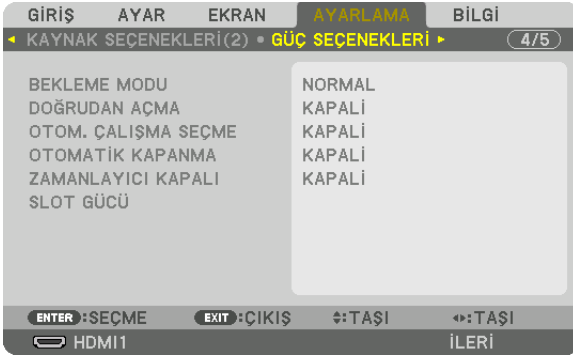 GİRİŞ AYAR EKRAN AYARLAMA BİLGİ
KAYNAK SEÇENEKLERİ(2) • GÜÇ SEÇENEKLERİ 4/5
BEKLEME MODU NORMAL
DOĞRUDAN AÇMA KAPALİ
OTOM. ÇALIŞMA SEÇME KAPALİ
OTOMATİK KAPANMA KAPALİ
ZAMANLAYICI KAPALI KAPALİ
SLOT GÜCÜ
ENTER :SEÇME EXIT :ÇIKIŞ :TAŞI :TAŞI
HDMI1 İLERİ